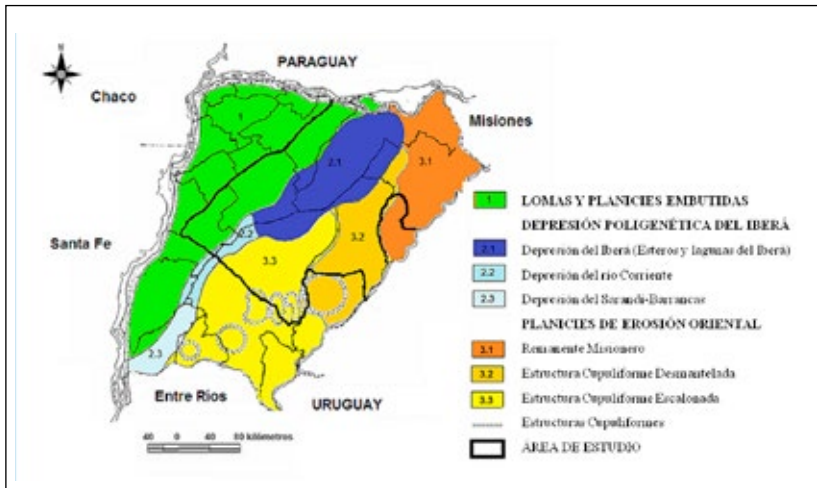 N
PARAGUAY
Chaco
Misiones
1
2.1
3.1
Santa Fe
2.2
3.3
3.2
2.3
Entre Rios
URUGUAY
40 0 40 80 kilómetros
1 LOMAS Y PLANICIES EMBUTIDAS
DEPRESIÓN POLIGENÉTICA DEL IBERÁ
2.1 Depresión del Iberá (Esteros y lagunas del Iberá)
2.2 Depresión del río Corriente
2.3 Depresión del Sarandí-Barrancas
PLANICIES DE EROSIÓN ORIENTAL
3.1 Remanente Misionero
3.2 Estructura Cupuliforme Desmantelada
3.3 Estructura Cupuliforme Escalonada
Estructuras Cupuliformes
ÁREA DE ESTUDIO